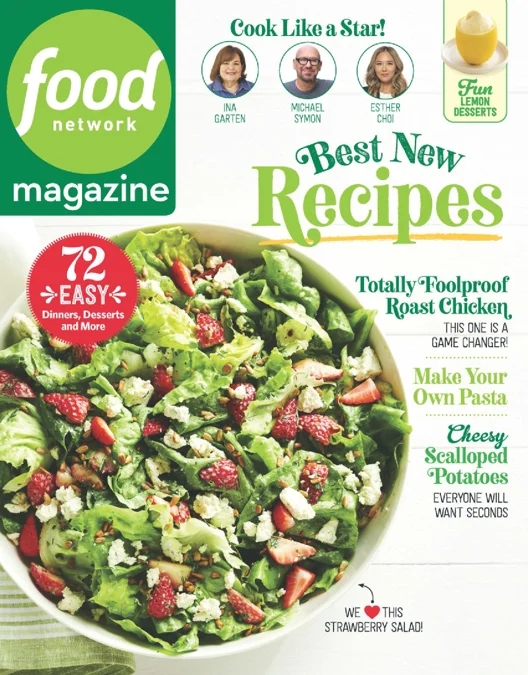 food
network
magazine
Cook Like a Star!
INA
GARTEN
MICHAEL
SYMON
ESTHER
CHOI
Fun
LEMON
DESSERTS
Best New
Recipes
72
EASY
Dinners, Desserts
and More
Totally Foolproof
Roast Chicken
THIS ONE IS A
GAME CHANGER!
Make Your
Own Pasta
Cheesy
Scalloped
Potatoes
EVERYONE WILL
WANT SECONDS
WE ❤ THIS
STRAWBERRY SALAD!